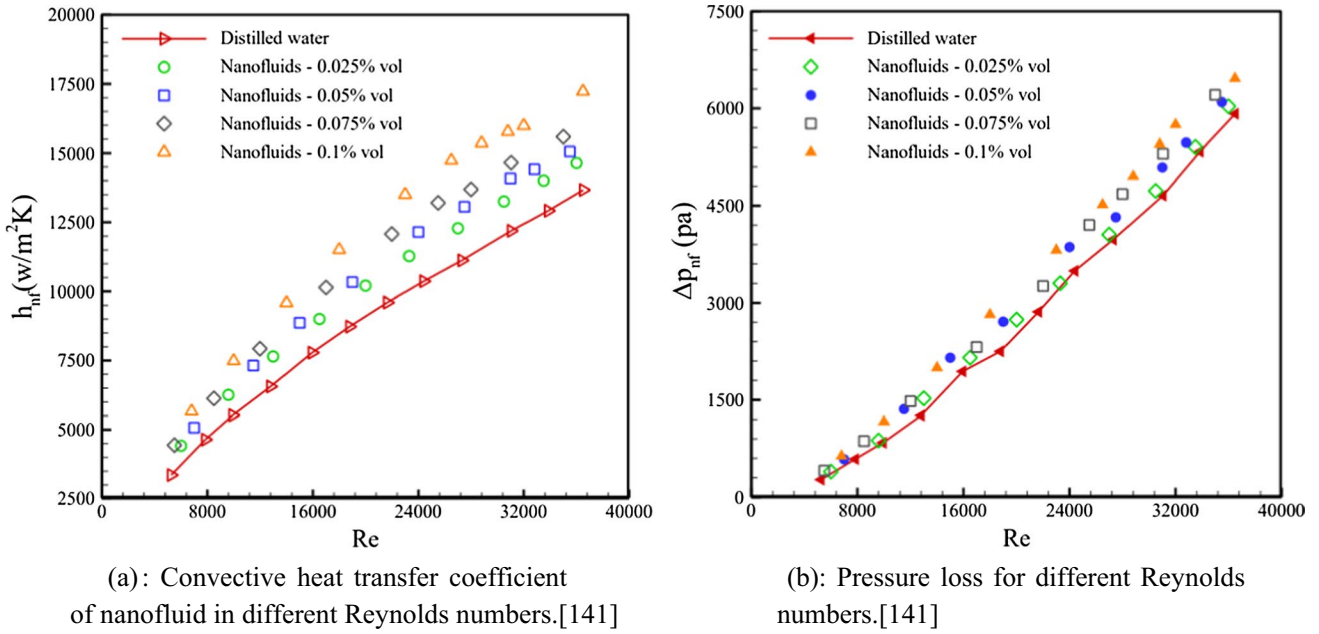 (a)
20000
17500
15000
12500
10000
7500
5000
2500
h_nf(w/m²K)
Distilled water
Nanofluids - 0.025% vol
Nanofluids - 0.05% vol
Nanofluids - 0.075% vol
Nanofluids - 0.1% vol
0 8000 16000 24000 32000 40000
Re
(b)
7500
6000
4500
3000
1500
0
Δp_nf (pa)
Distilled water
Nanofluids - 0.025% vol
Nanofluids - 0.05% vol
Nanofluids - 0.075% vol
Nanofluids - 0.1% vol
0 8000 16000 24000 32000 40000
Re
(a): Convective heat transfer coefficient
of nanofluid in different Reynolds numbers.[141]
(b): Pressure loss for different Reynolds
numbers.[141]